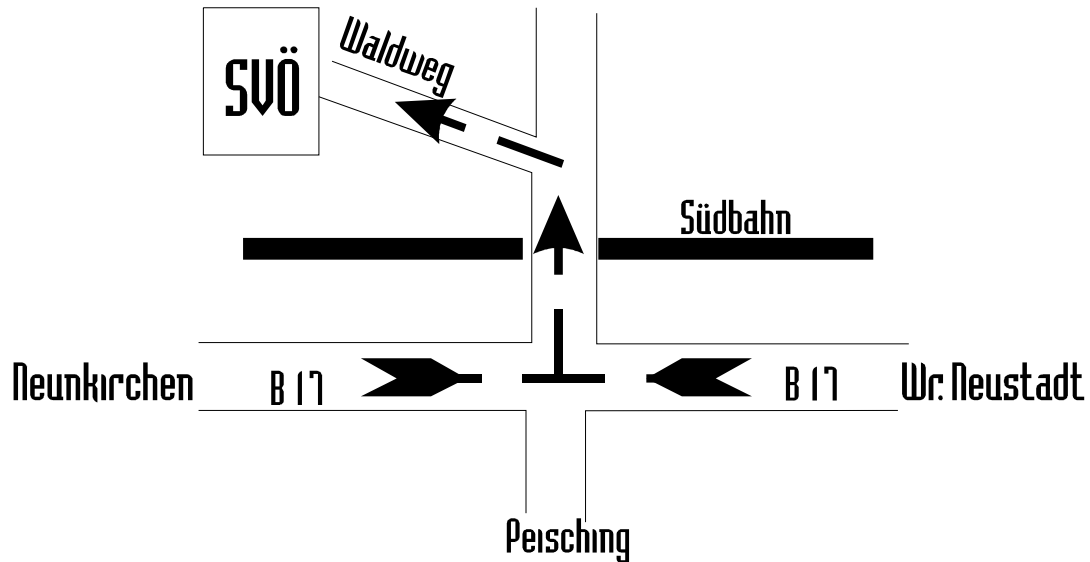 Waldweg
SVÖ
Südbahn
Neunkirchen
B 17
B 17
Wr. Neustadt
Peisching